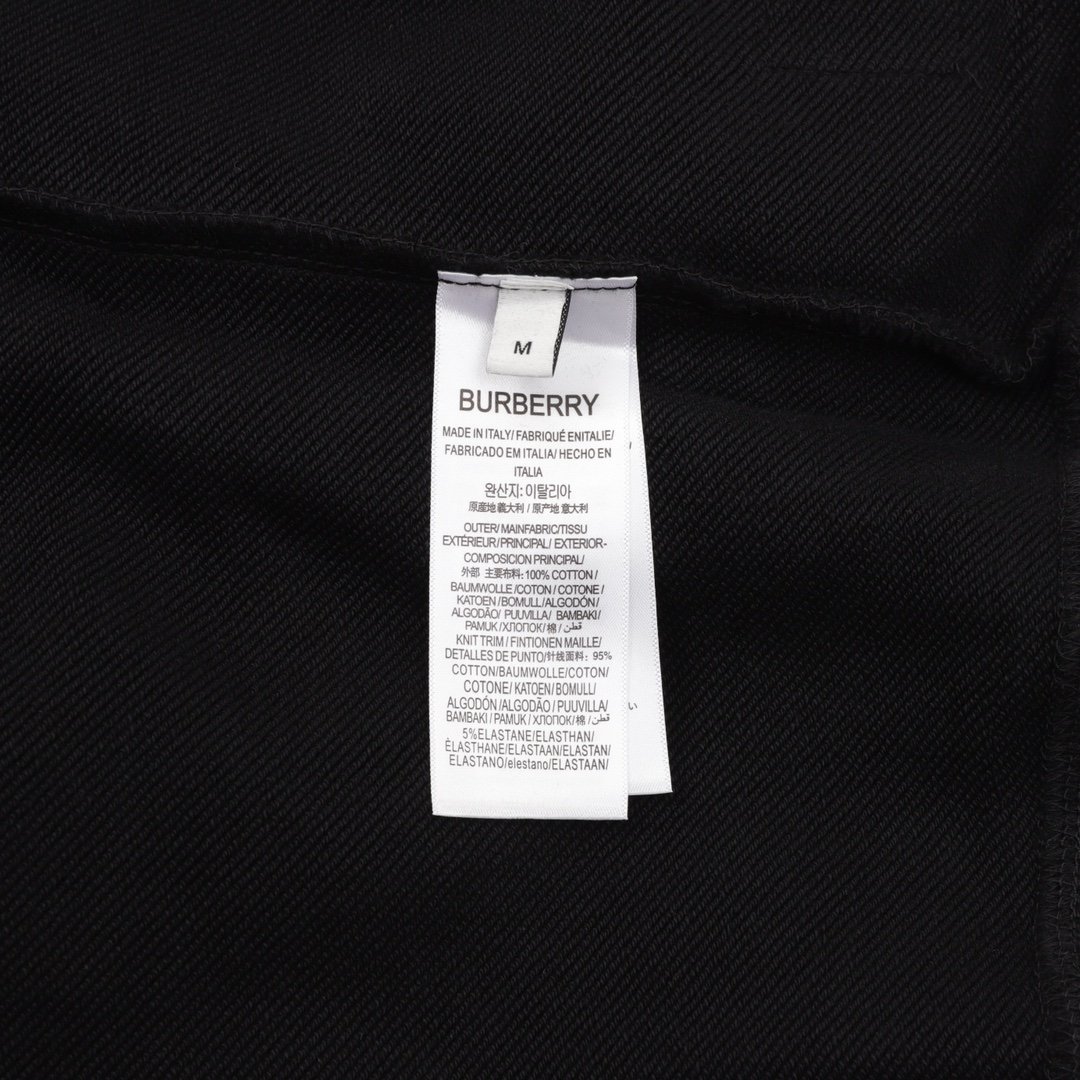 M
BURBERRY
MADE IN ITALY/ FABRIQUÉ ENITALIE/
FABRICADO EM ITALIA/ HECHO EN
ITALIA
완산지: 이탈리아
原産地義大利 / 原产地 意大利
OUTER/ MAINFABRIC/TISSU
EXTÉRIEUR/PRINCIPAL/ EXTERIOR-
COMPOSICION PRINCIPAL/
外部 主要布料: 100% COTTON /
BAUMWOLLE /COTON / COTONE /
KATOEN / BOMULL /ALGODÓN/
ALGODÃO/ PUUVILLA/ BAMBAKI/
PAMUK / ХЛОПОК/ 棉 / قطن /
KNIT TRIM / FINTIONEN MAILLE/
DETALLES DE PUNTO/针线面料: 95%
COTTON/BAUMWOLLE/COTON/
COTONE/ KATOEN/ BOMULL/
ALGODÓN /ALGODÃO / PUUVILLA/
BAMBAKI / PAMUK / ХЛОПОК/ 棉/ قطن /
5%ELASTANE/ELASTHAN/
ÉLASTHANE/ELASTAAN/ELASTAN/
ELASTANO/elestano/ELASTAAN/
い